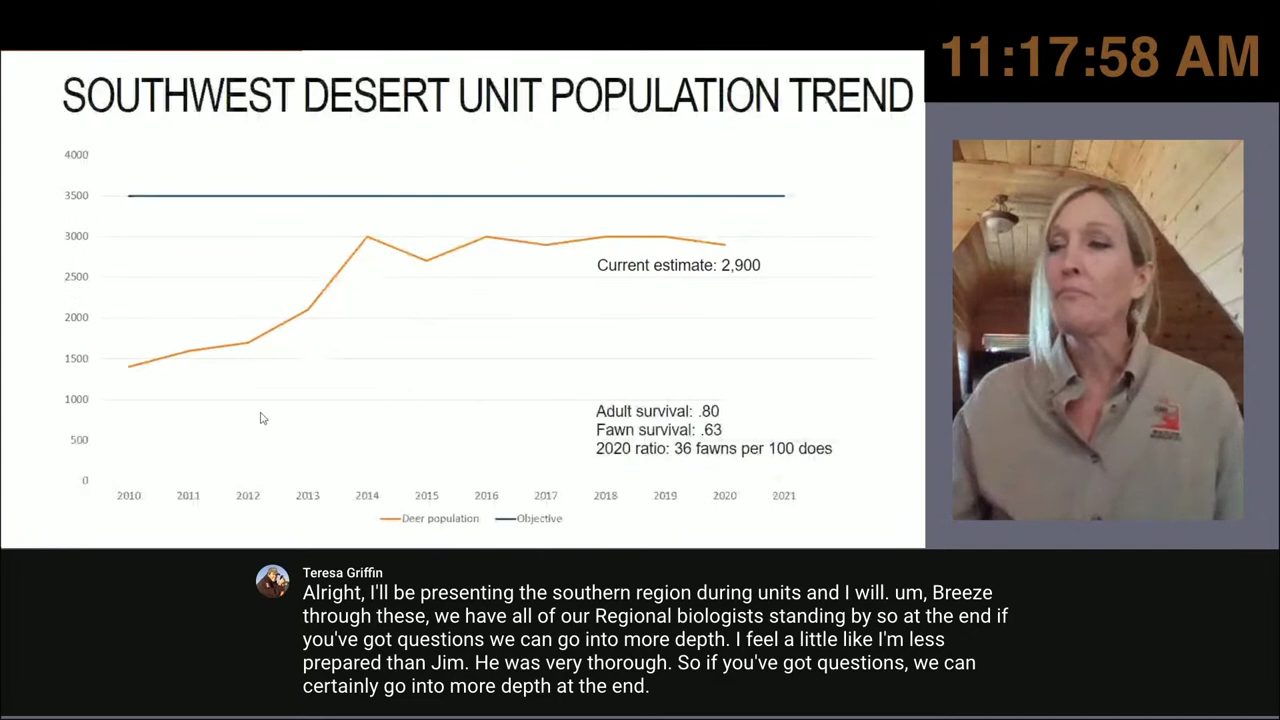 11:17:58 AM
SOUTHWEST DESERT UNIT POPULATION TREND
4000
3500
3000
Current estimate: 2,900
2500
2000
1500
1000
Adult survival: .80
Fawn survival: .63
500
2020 ratio: 36 fawns per 100 does
0
2010 2011 2012 2013 2014 2015 2016 2017 2018 2019 2020 2021
Deer population Objective
Teresa Griffin
Alright, I'll be presenting the southern region during units and I will. um, Breeze
through these, we have all of our Regional biologists standing by so at the end if
you've got questions we can go into more depth. I feel a little like I'm less
prepared than Jim. He was very thorough. So if you've got questions, we can
certainly go into more depth at the end.